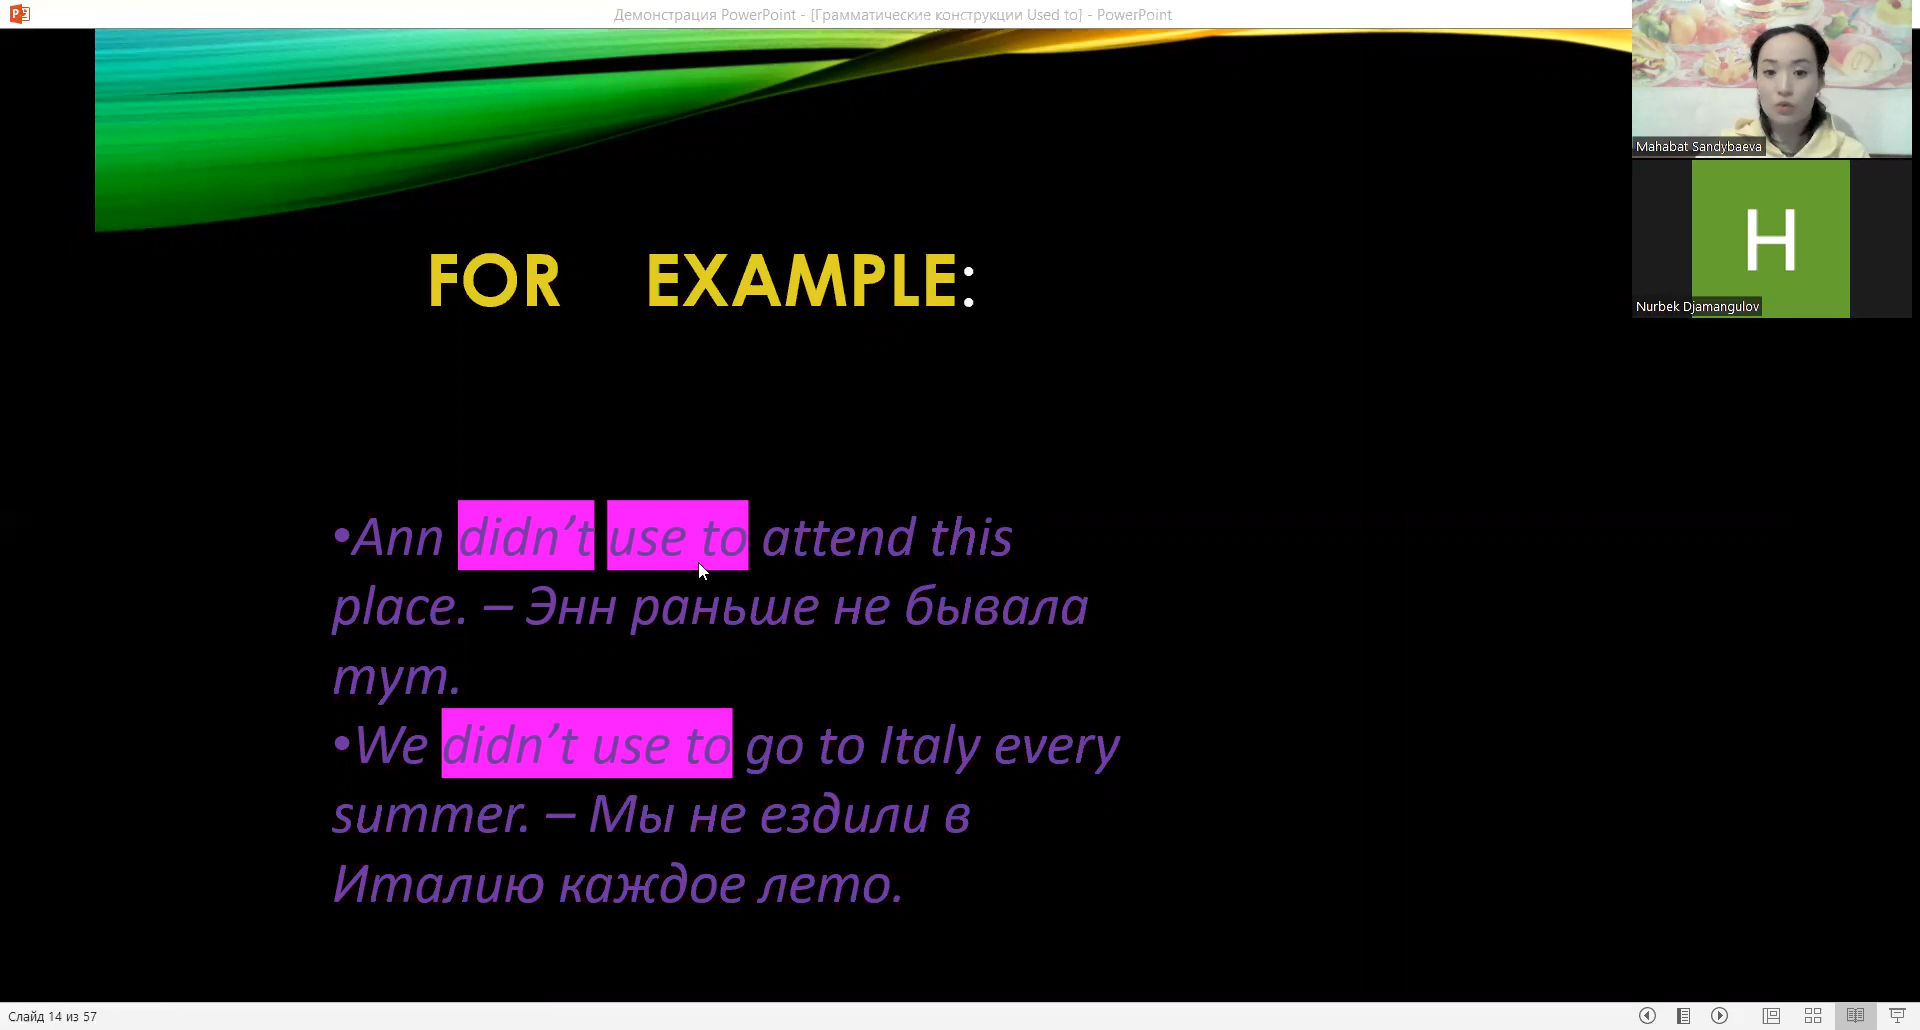 Демонстрация PowerPoint - [Грамматические конструкции Used to] - PowerPoint
Mahabat Sandybaeva
H
Nurbek Djamangulov
FOR EXAMPLE:
•Ann didn’t use to attend this
place. – Энн раньше не бывала
тут.
•We didn’t use to go to Italy every
summer. – Мы не ездили в
Италию каждое лето.
Слайд 14 из 57